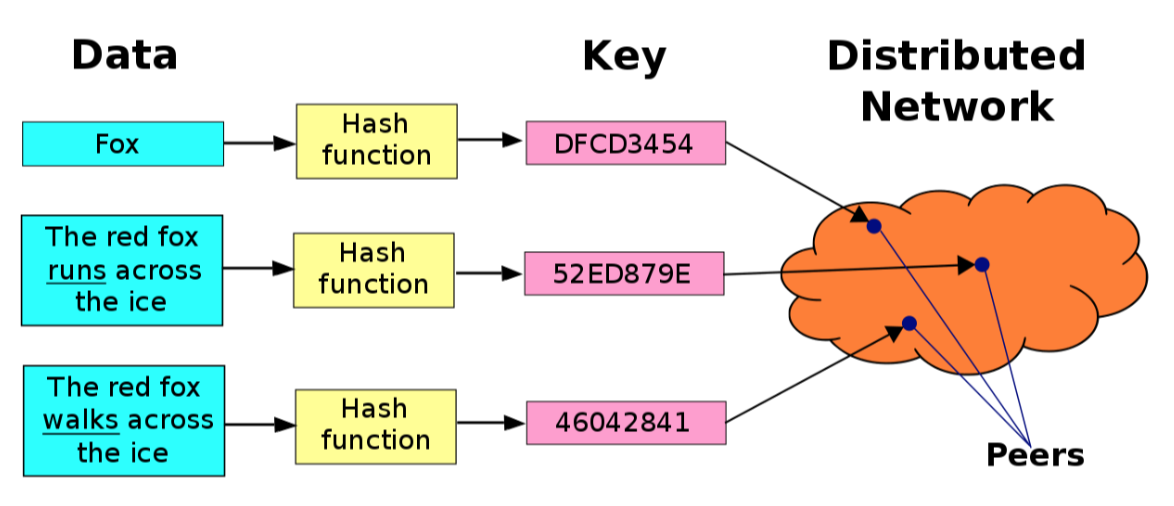 Data
Key
Distributed
Network
Fox
Hash
function
DFCD3454
The red fox
runs across
the ice
Hash
function
52ED879E
The red fox
walks across
the ice
Hash
function
46042841
Peers